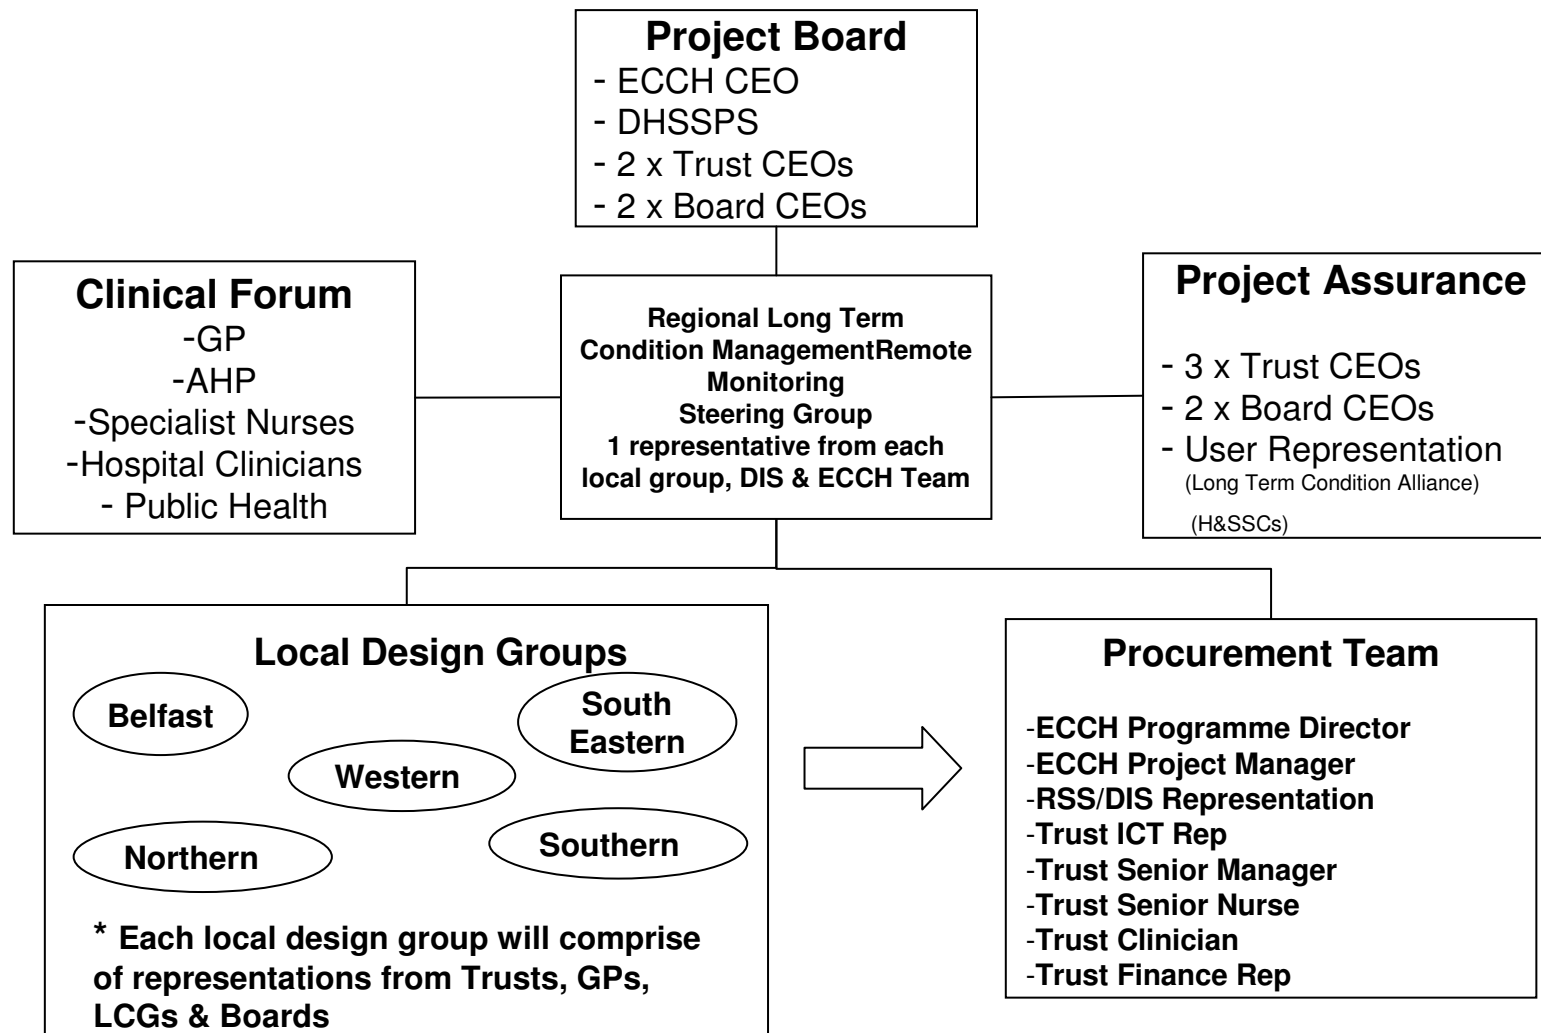 Project Board
- ECCH CEO
- DHSSPS
- 2 x Trust CEOs
- 2 x Board CEOs
Clinical Forum
-GP
-AHP
-Specialist Nurses
-Hospital Clinicians
- Public Health
Regional Long Term
Condition ManagementRemote
Monitoring
Steering Group
1 representative from each
local group, DIS & ECCH Team
Project Assurance
- 3 x Trust CEOs
- 2 x Board CEOs
- User Representation
(Long Term Condition Alliance)
(H&SSCs)
Local Design Groups
Belfast
South
Eastern
Western
Northern
Southern
* Each local design group will comprise
of representations from Trusts, GPs,
LCGs & Boards
Procurement Team
-ECCH Programme Director
-ECCH Project Manager
-RSS/DIS Representation
-Trust ICT Rep
-Trust Senior Manager
-Trust Senior Nurse
-Trust Clinician
-Trust Finance Rep